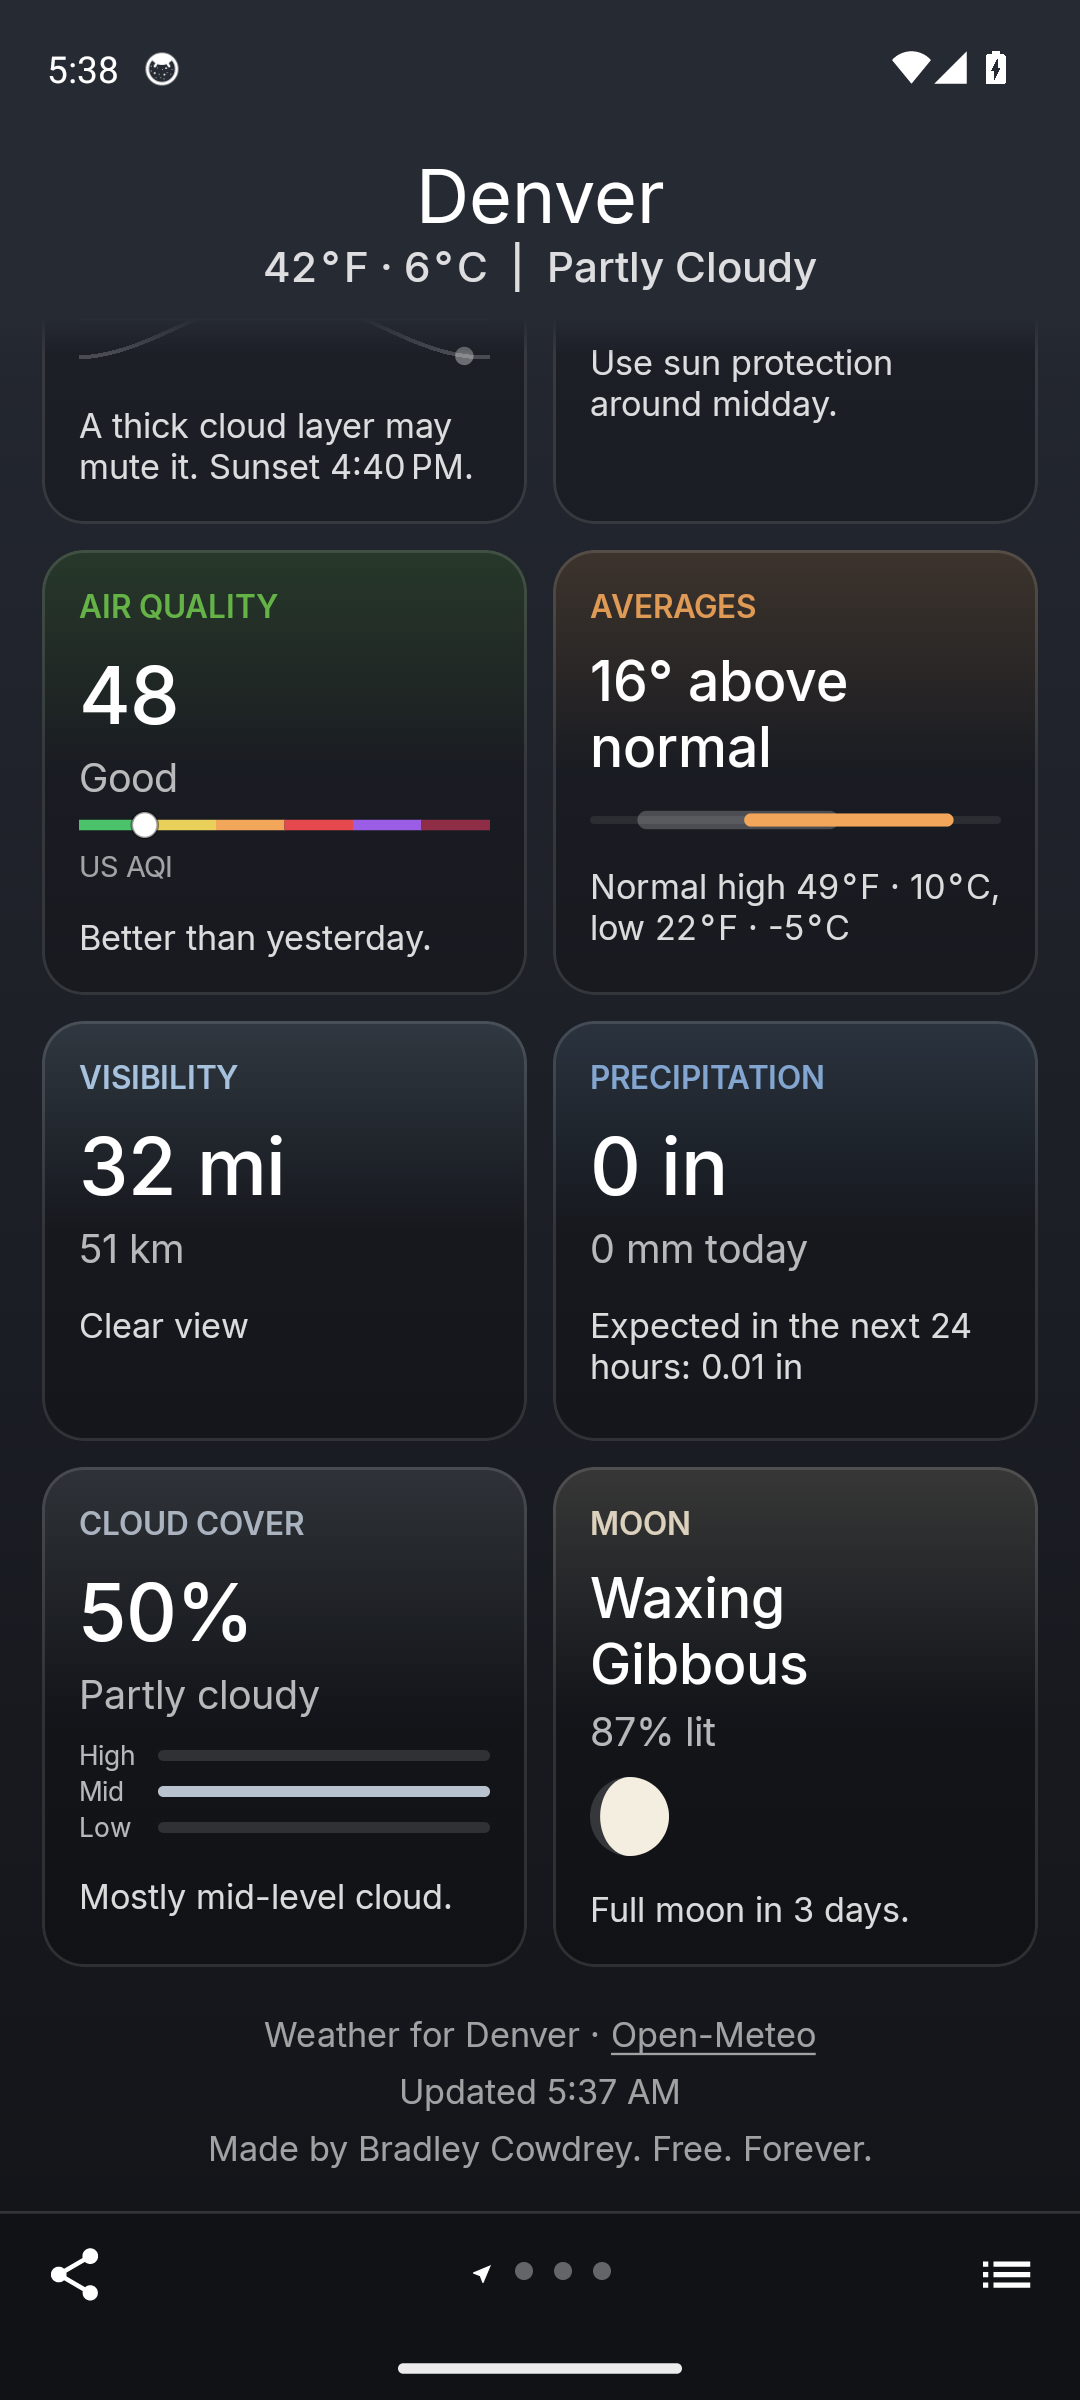 5:38
Denver
42°F · 6°C | Partly Cloudy
A thick cloud layer may
mute it. Sunset 4:40 PM.
Use sun protection
around midday.
AIR QUALITY
48
Good
US AQI
Better than yesterday.
AVERAGES
16° above
normal
Normal high 49°F · 10°C,
low 22°F · -5°C
VISIBILITY
32 mi
51 km
Clear view
PRECIPITATION
0 in
0 mm today
Expected in the next 24
hours: 0.01 in
CLOUD COVER
50%
Partly cloudy
High
Mid
Low
Mostly mid-level cloud.
MOON
Waxing
Gibbous
87% lit
Full moon in 3 days.
Weather for Denver · Open-Meteo
Updated 5:37 AM
Made by Bradley Cowdrey. Free. Forever.